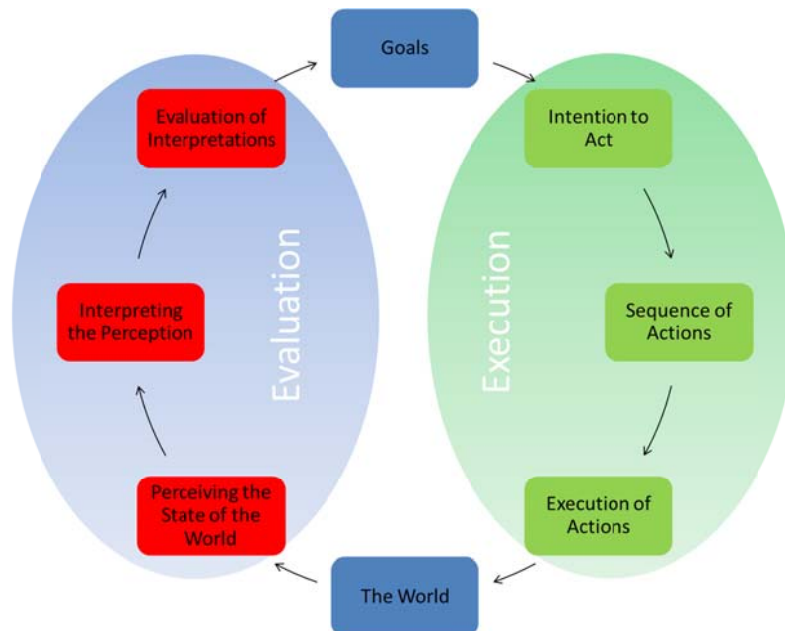 Goals
Evaluation of
Interpretations
Intention to
Act
Evaluation
Execution
Interpreting
the Perception
Sequence of
Actions
Perceiving the
State of the
World
Execution of
Actions
The World